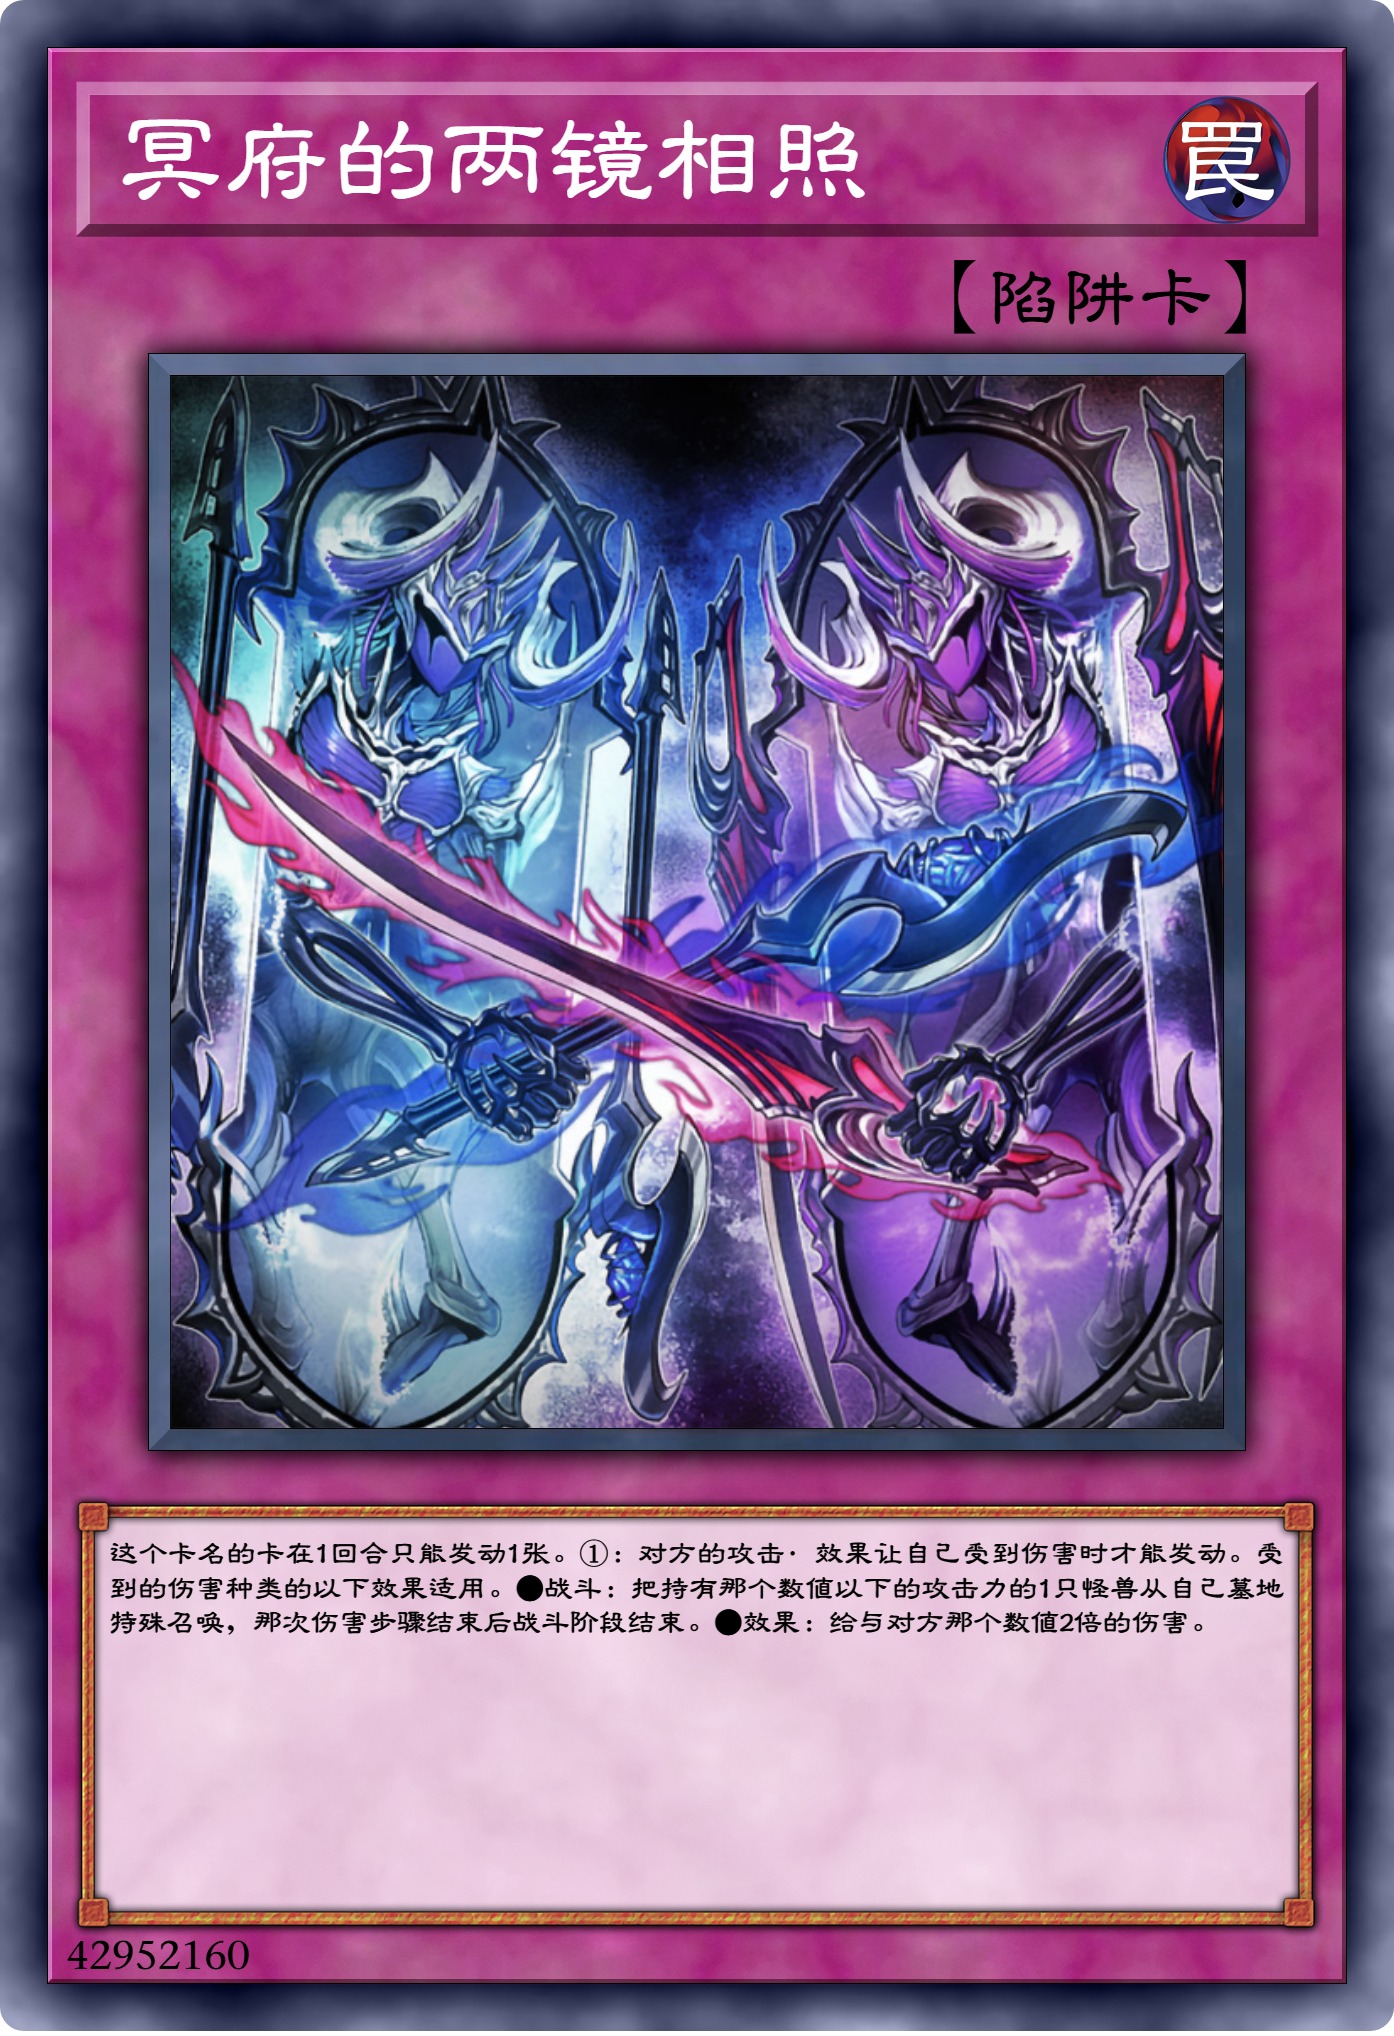 冥府的两镜相照
罠
【陷阱卡】
这个卡名的卡在1回合只能发动1张。①：对方的攻击·效果让自己受到伤害时才能发动。受
到的伤害种类的以下效果适用。●战斗：把持有那个数值以下的攻击力的1只怪兽从自己墓地
特殊召唤，那次伤害步骤结束后战斗阶段结束。●效果：给与对方那个数值2倍的伤害。
42952160